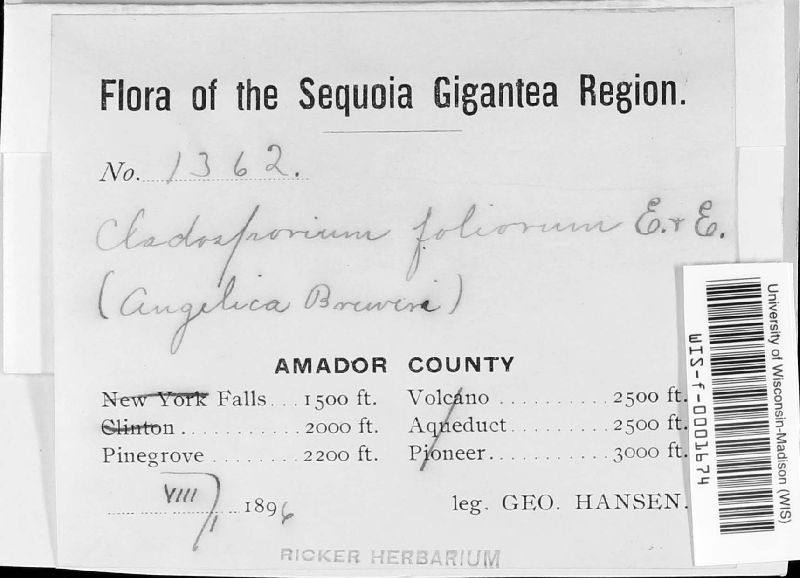 Flora of the Sequoia Gigantea Region.
No. 1362.
Cladosporium foliorum E. & E.
(Angelica Breweri)
AMADOR COUNTY
New York Falls... 1500 ft.
Clinton ......... 2000 ft.
Pinegrove ........ 2200 ft.
Volcano .......... 2500 ft.
Aqueduct.......... 2500 ft.
Pioneer........... 3000 ft.
VIII/1 1896
leg. GEO. HANSEN.
RICKER HERBARIUM
University of Wisconsin-Madison (WIS)
WIS-f-0001674